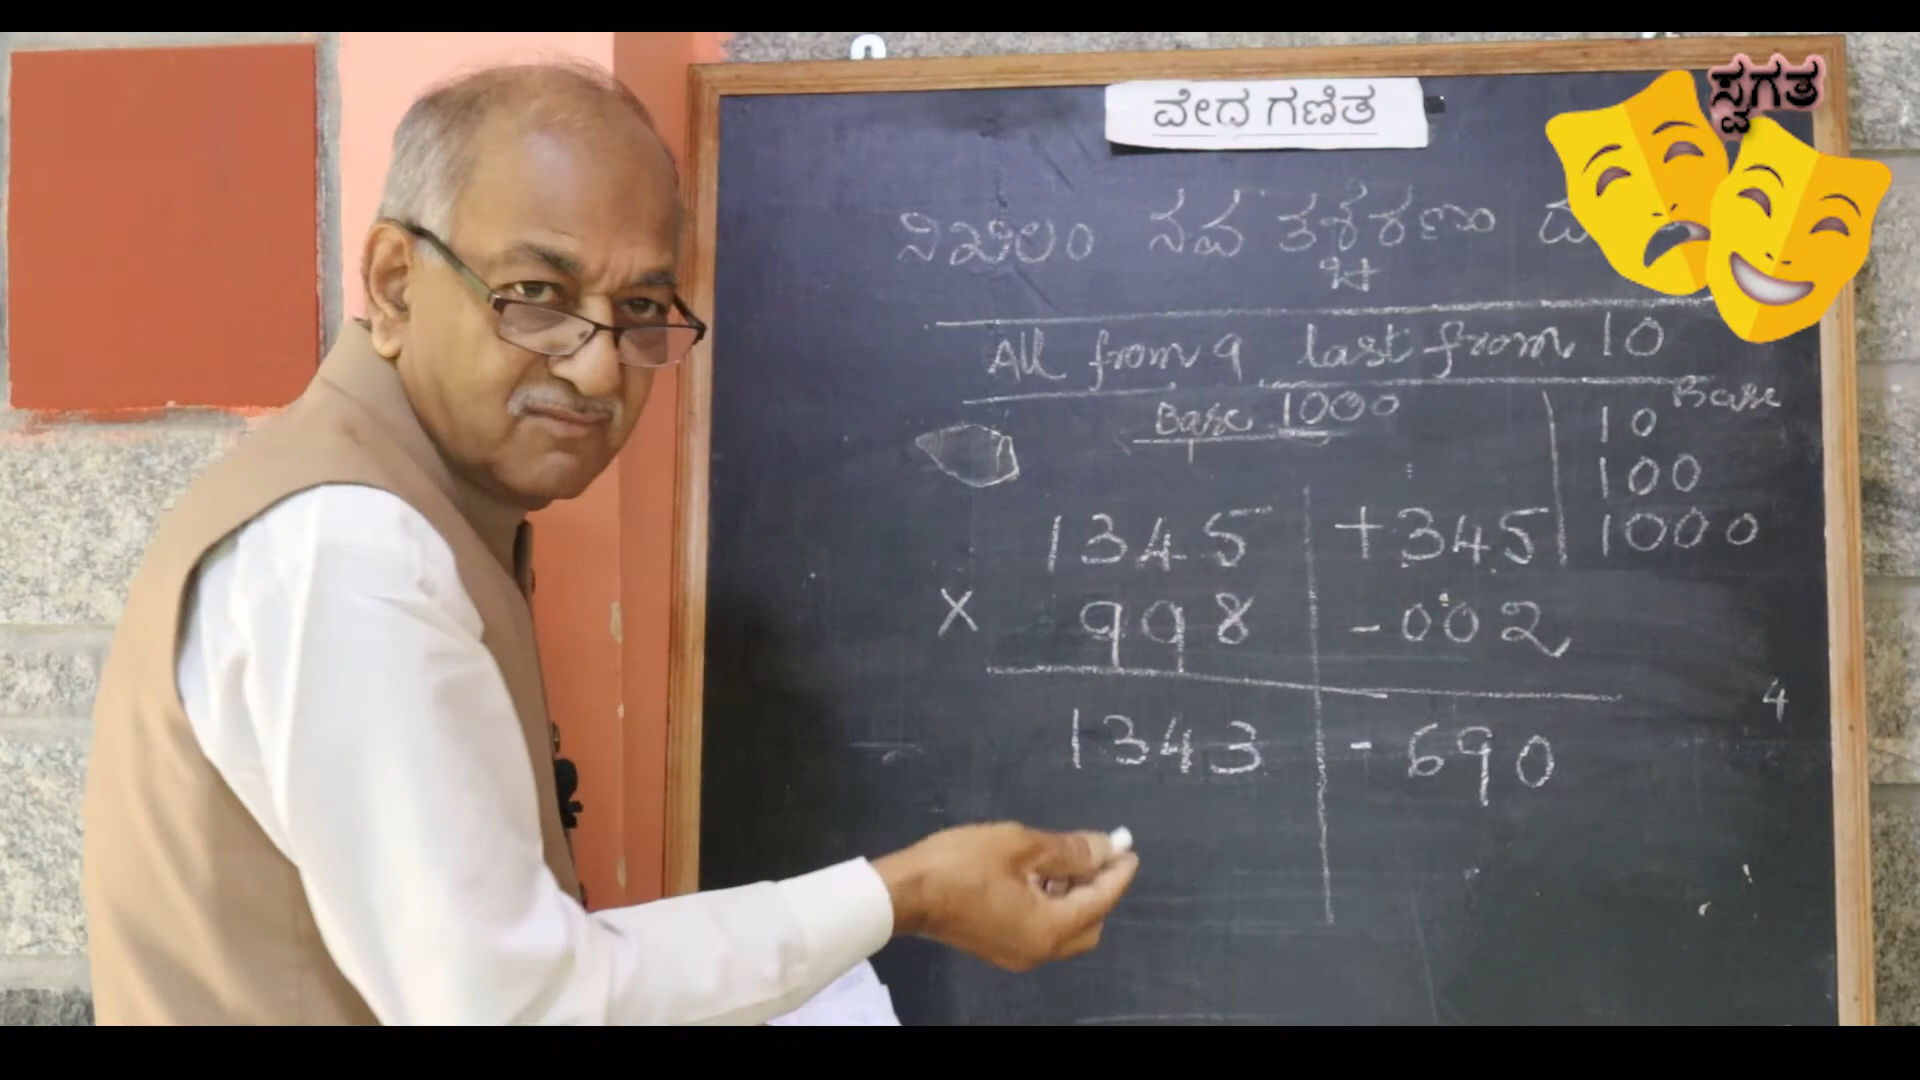 ಸ್ವಗತ
ವೇದ ಗಣಿತ
ನಿಖಿಲಂ ನವ ತಶ್ಚರಣಂ
All from 9 last from 10
Base 1000
Base
10
100
1000
1345 +345
X 998 -002
4
1343 - 690